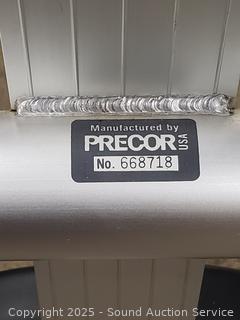 Manufactured by
PRECOR USA
No. 668718
Copyright © 2025 - Sound Auction Service